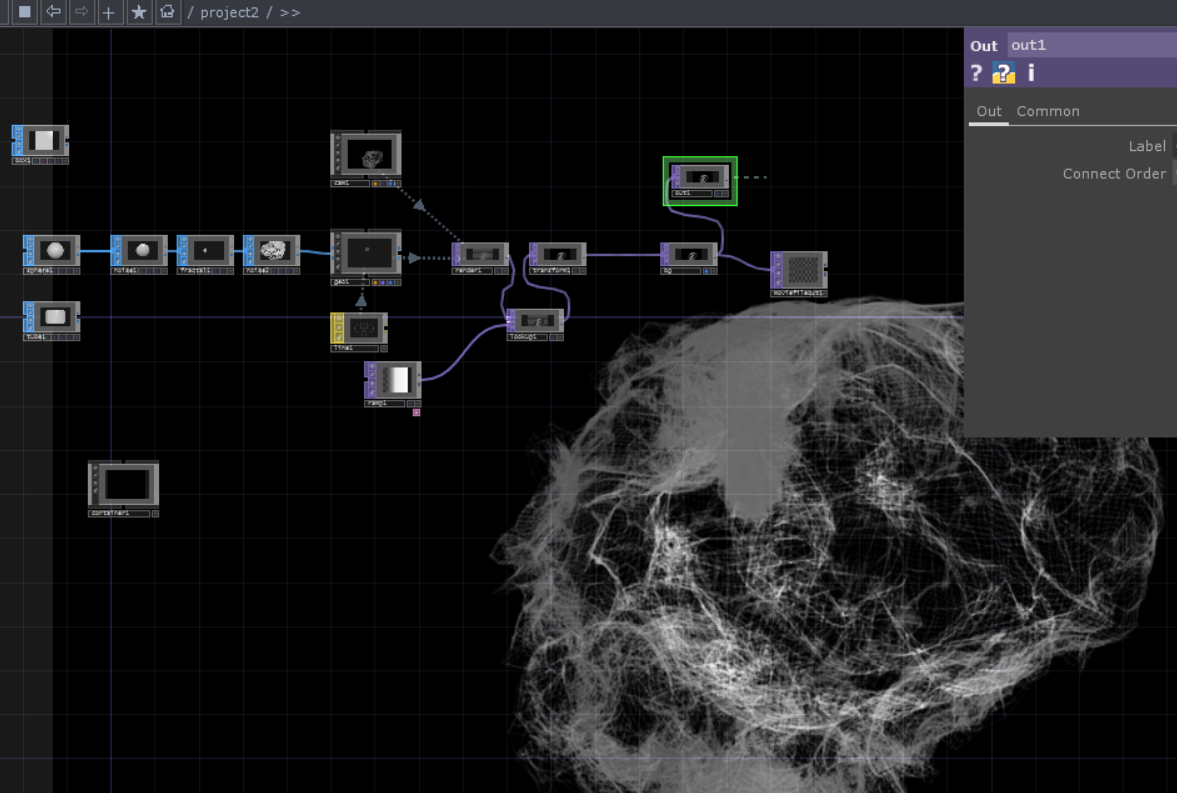 / project2 / >>
Out out1
? ? i
Out Common
Label
Connect Order
box1
cam1
out1
sphere1
noise1
fractal1
noise2
geo1
render1
transform1
bg
moviefileout1
tube1
line1
lookup1
ramp1
container1